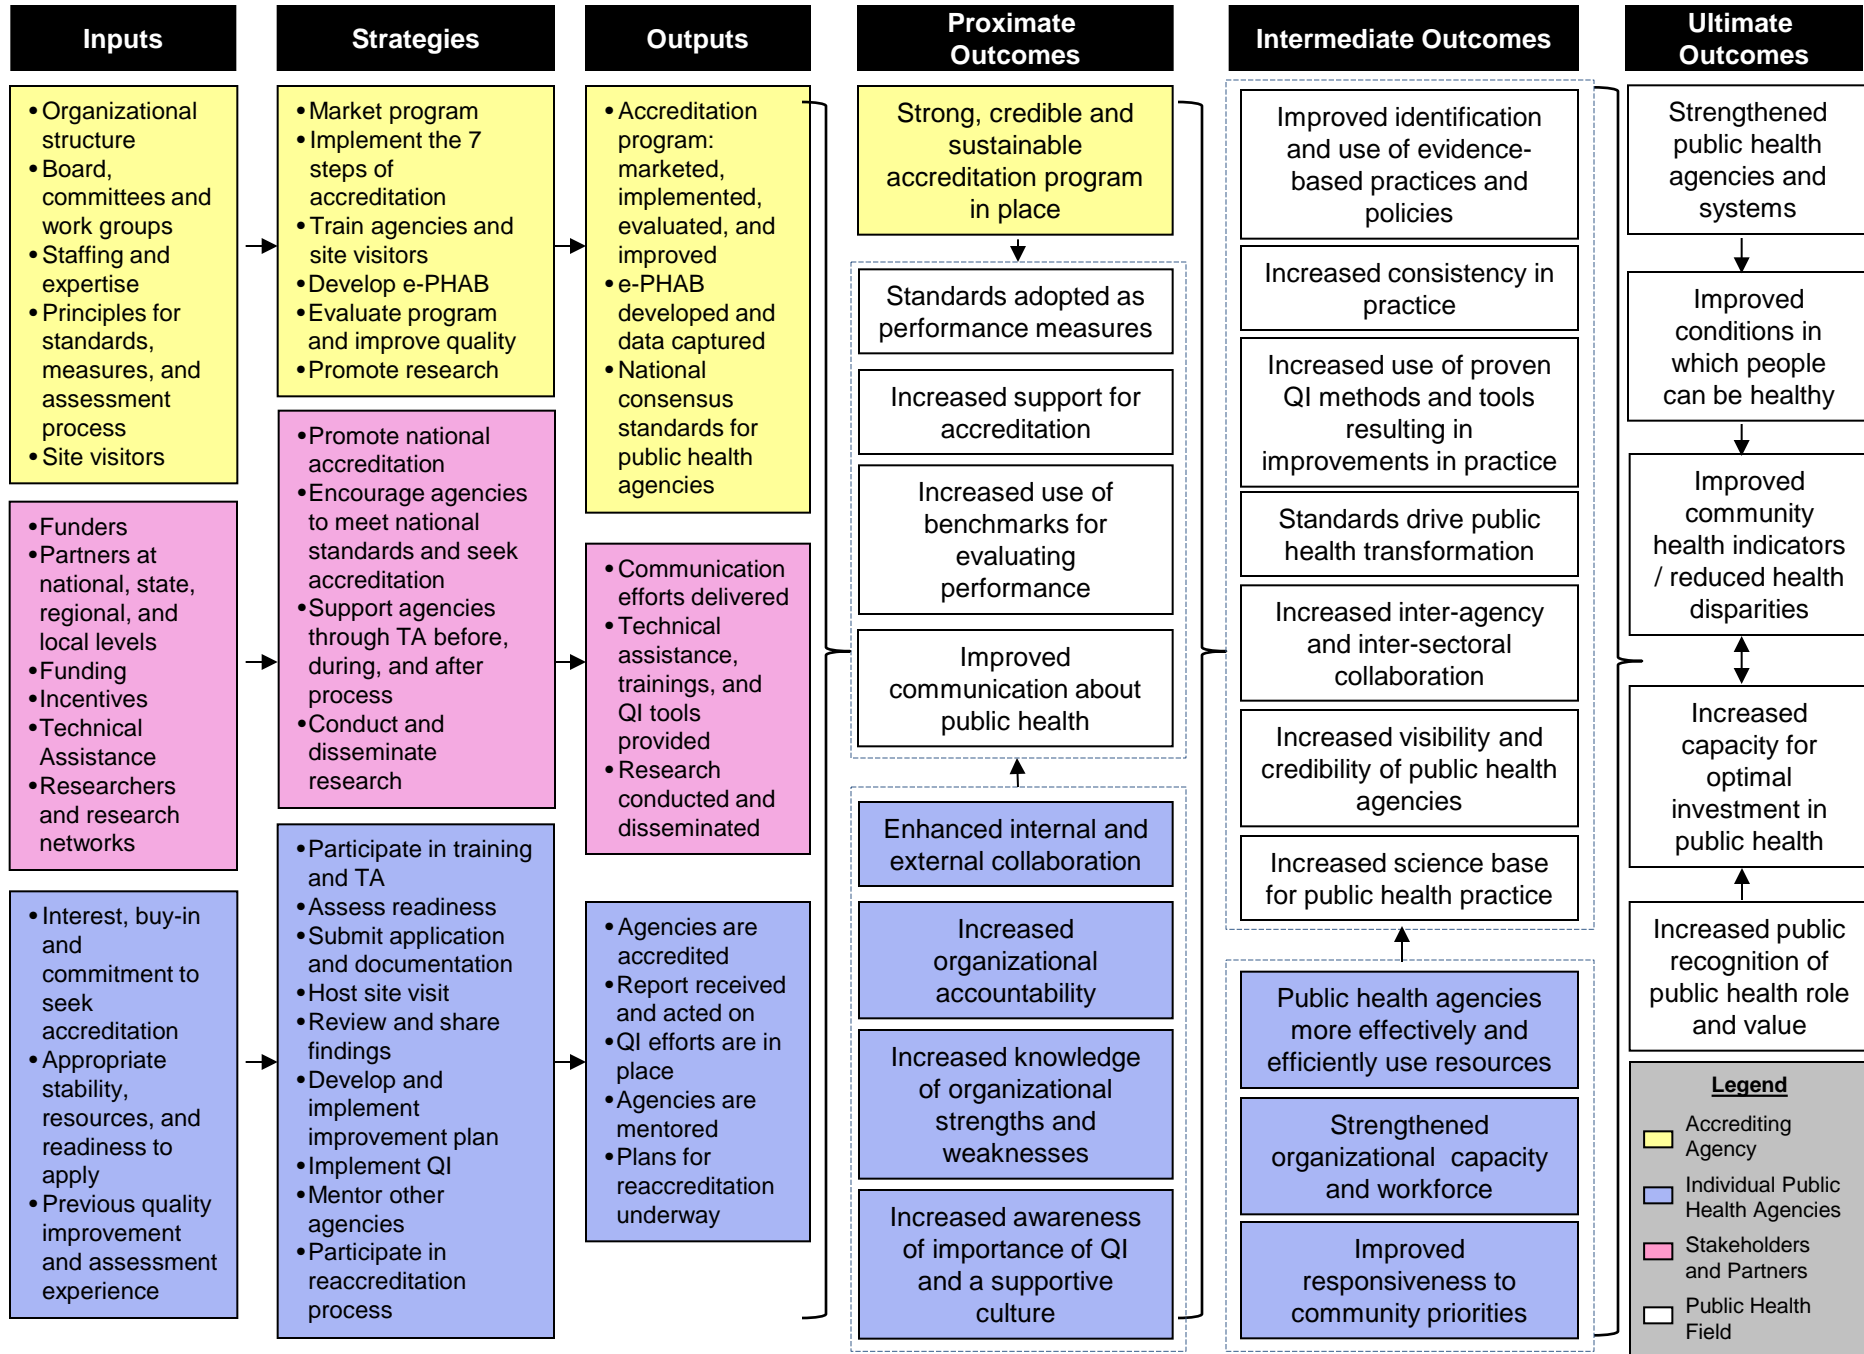 Inputs
• Organizational
structure
• Board,
committees and
work groups
• Staffing and
expertise
• Principles for
standards,
measures, and
assessment
process
• Site visitors
• Funders
• Partners at
national, state,
regional, and
local levels
• Funding
• Incentives
• Technical
Assistance
• Researchers
and research
networks
• Interest, buy-in
and
commitment to
seek
accreditation
• Appropriate
stability,
resources, and
readiness to
apply
• Previous quality
improvement
and assessment
experience
Strategies
• Market program
• Implement the 7
steps of
accreditation
• Train agencies and
site visitors
• Develop e-PHAB
• Evaluate program
and improve quality
• Promote research
• Promote national
accreditation
• Encourage agencies
to meet national
standards and seek
accreditation
• Support agencies
through TA before,
during, and after
process
• Conduct and
disseminate
research
• Participate in training
and TA
• Assess readiness
• Submit application
and documentation
• Host site visit
• Review and share
findings
• Develop and
implement
improvement plan
• Implement QI
• Mentor other
agencies
• Participate in
reaccreditation
process
Outputs
• Accreditation
program:
marketed,
implemented,
evaluated, and
improved
• e-PHAB
developed and
data captured
• National
consensus
standards for
public health
agencies
• Communication
efforts delivered
• Technical
assistance,
trainings, and
QI tools
provided
• Research
conducted and
disseminated
• Agencies are
accredited
• Report received
and acted on
• QI efforts are in
place
• Agencies are
mentored
• Plans for
reaccreditation
underway
Proximate
Outcomes
Strong, credible and
sustainable
accreditation program
in place
Standards adopted as
performance measures
Increased support for
accreditation
Increased use of
benchmarks for
evaluating
performance
Improved
communication about
public health
Enhanced internal and
external collaboration
Increased
organizational
accountability
Increased knowledge
of organizational
strengths and
weaknesses
Increased awareness
of importance of QI
and a supportive
culture
Intermediate Outcomes
Improved identification
and use of evidence-
based practices and
policies
Increased consistency in
practice
Increased use of proven
QI methods and tools
resulting in
improvements in practice
Standards drive public
health transformation
Increased inter-agency
and inter-sectoral
collaboration
Increased visibility and
credibility of public health
agencies
Increased science base
for public health practice
Public health agencies
more effectively and
efficiently use resources
Strengthened
organizational capacity
and workforce
Improved
responsiveness to
community priorities
Ultimate
Outcomes
Strengthened
public health
agencies and
systems
Improved
conditions in
which people
can be healthy
Improved
community
health indicators
/ reduced health
disparities
Increased
capacity for
optimal
investment in
public health
Increased public
recognition of
public health role
and value
Legend
Accrediting
Agency
Individual Public
Health Agencies
Stakeholders
and Partners
Public Health
Field